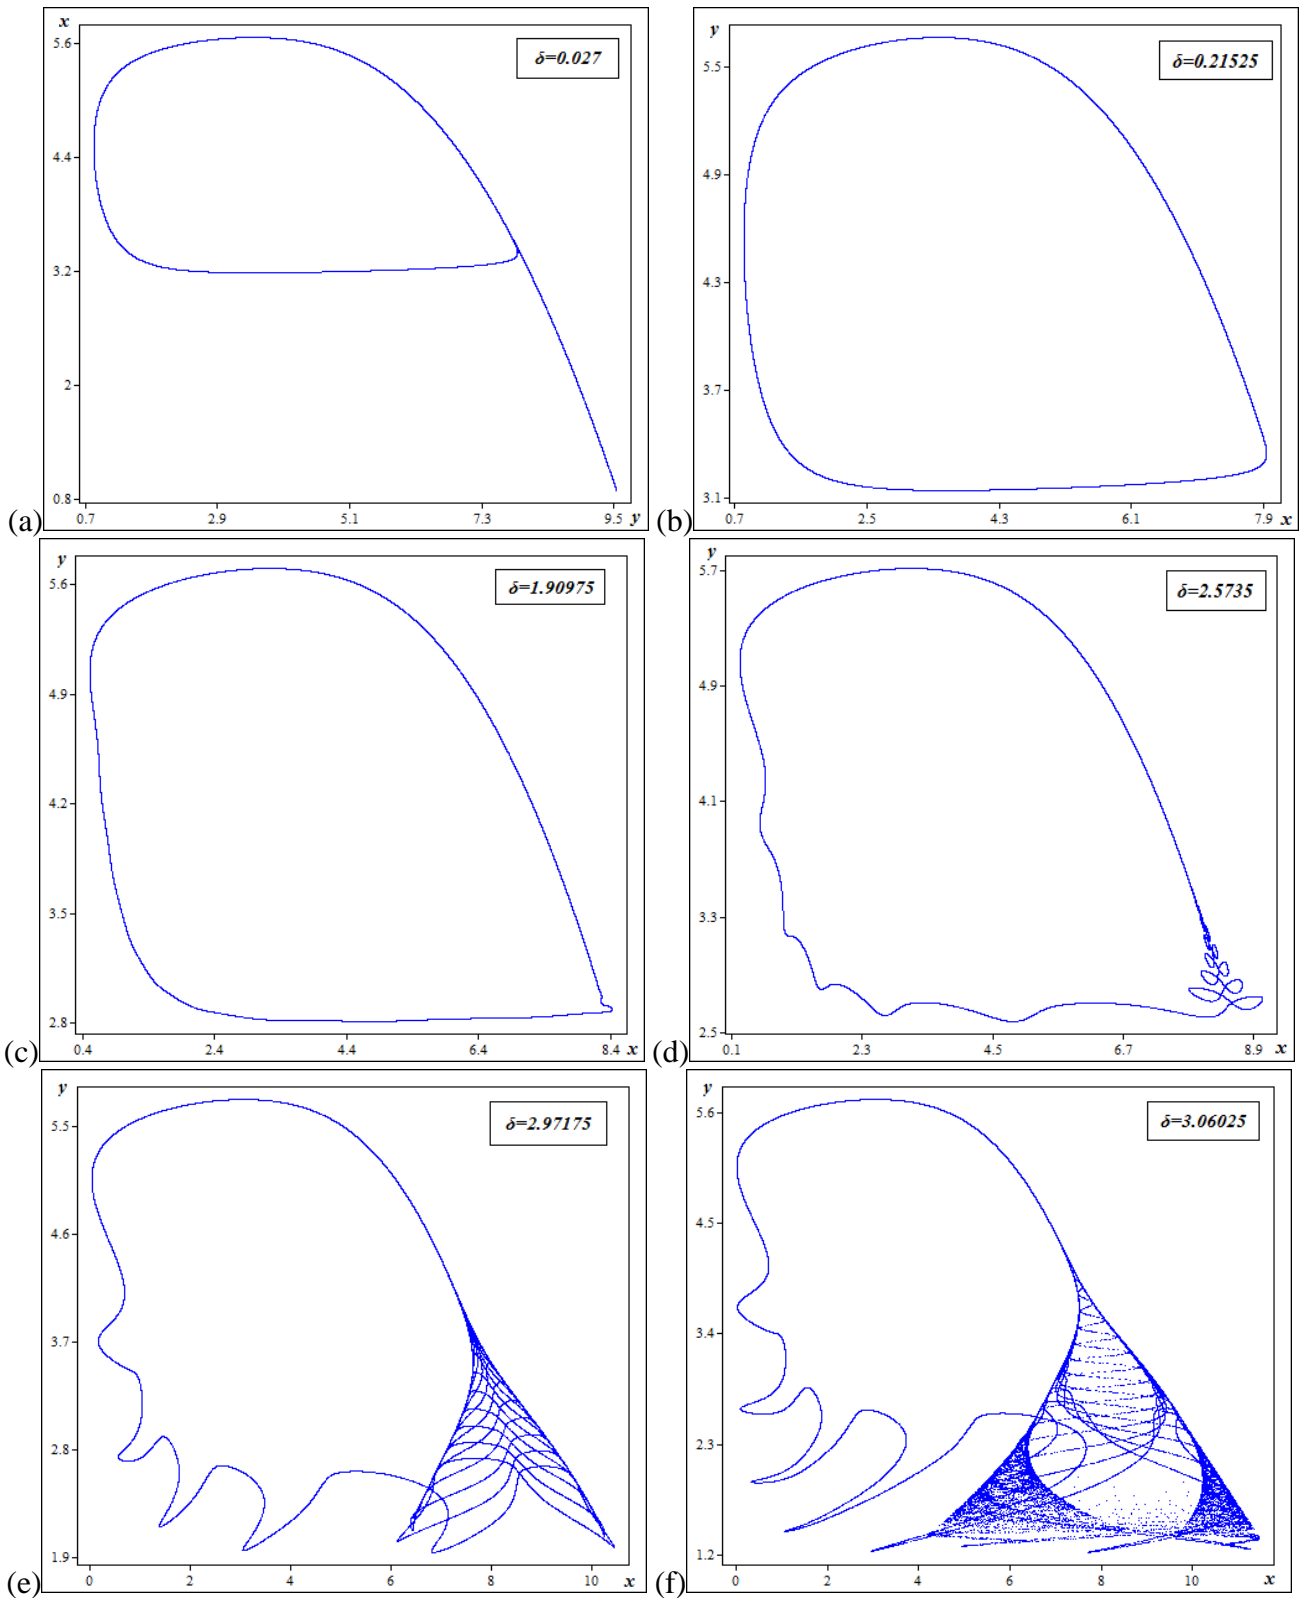 x
δ=0.027
5.6
4.4
3.2
2
0.8
0.7 2.9 5.1 7.3 9.5 y
(a)
y
δ=0.21525
5.5
4.9
4.3
3.7
3.1
0.7 2.5 4.3 6.1 7.9 x
(b)
y
δ=1.90975
5.6
4.9
4.2
3.5
2.8
0.4 2.4 4.4 6.4 8.4 x
(c)
y
δ=2.5735
5.7
4.9
4.1
3.3
2.5
0.1 2.3 4.5 6.7 8.9 x
(d)
y
δ=2.97175
5.5
4.6
3.7
2.8
1.9
0 2 4 6 8 10 x
(e)
y
δ=3.06025
5.6
4.5
3.4
2.3
1.2
0 2 4 6 8 10 x
(f)